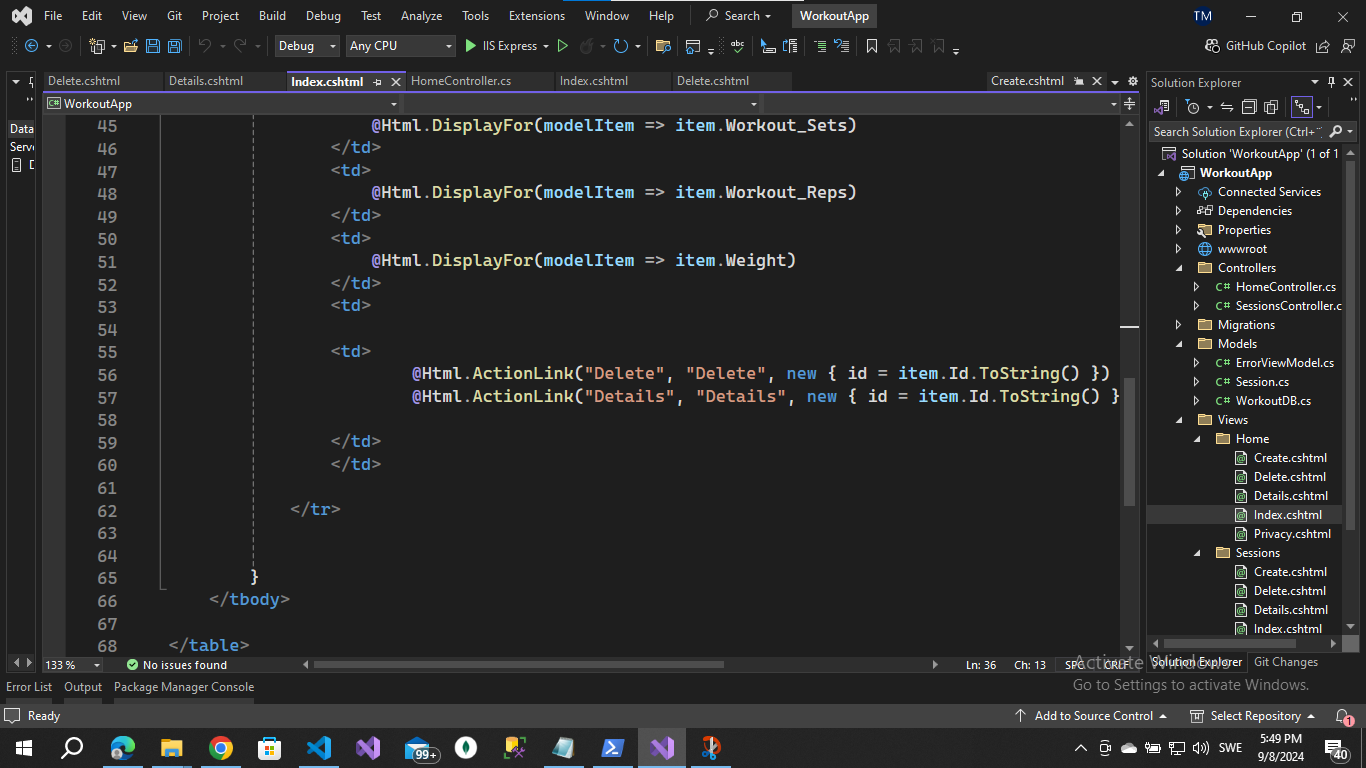 File Edit View Git Project Build Debug Test Analyze Tools Extensions Window Help Search WorkoutApp TM
Debug Any CPU IIS Express GitHub Copilot
Delete.cshtml Details.cshtml Index.cshtml HomeController.cs Index.cshtml Delete.cshtml Create.cshtml
WorkoutApp
45 @Html.DisplayFor(modelItem => item.Workout_Sets)
46 </td>
47 <td>
48 @Html.DisplayFor(modelItem => item.Workout_Reps)
49 </td>
50 <td>
51 @Html.DisplayFor(modelItem => item.Weight)
52 </td>
53 <td>
54
55 <td>
56 @Html.ActionLink("Delete", "Delete", new { id = item.Id.ToString() })
57 @Html.ActionLink("Details", "Details", new { id = item.Id.ToString() }
58
59 </td>
60 </td>
61
62 </tr>
63
64
65 }
66 </tbody>
67
68 </table>
133 % No issues found Ln: 36 Ch: 13 SPC CRLF
Data
Serv
Solution Explorer
Search Solution Explorer (Ctrl+
Solution 'WorkoutApp' (1 of 1
WorkoutApp
Connected Services
Dependencies
Properties
wwwroot
Controllers
C# HomeController.cs
C# SessionsController.c
Migrations
Models
C# ErrorViewModel.cs
C# Session.cs
C# WorkoutDB.cs
Views
Home
Create.cshtml
Delete.cshtml
Details.cshtml
Index.cshtml
Privacy.cshtml
Sessions
Create.cshtml
Delete.cshtml
Details.cshtml
Index.cshtml
Solution Explorer Git Changes
Activate Windows
Go to Settings to activate Windows.
Error List Output Package Manager Console
Ready Add to Source Control Select Repository 1
99+ SWE 5:49 PM
9/8/2024 40